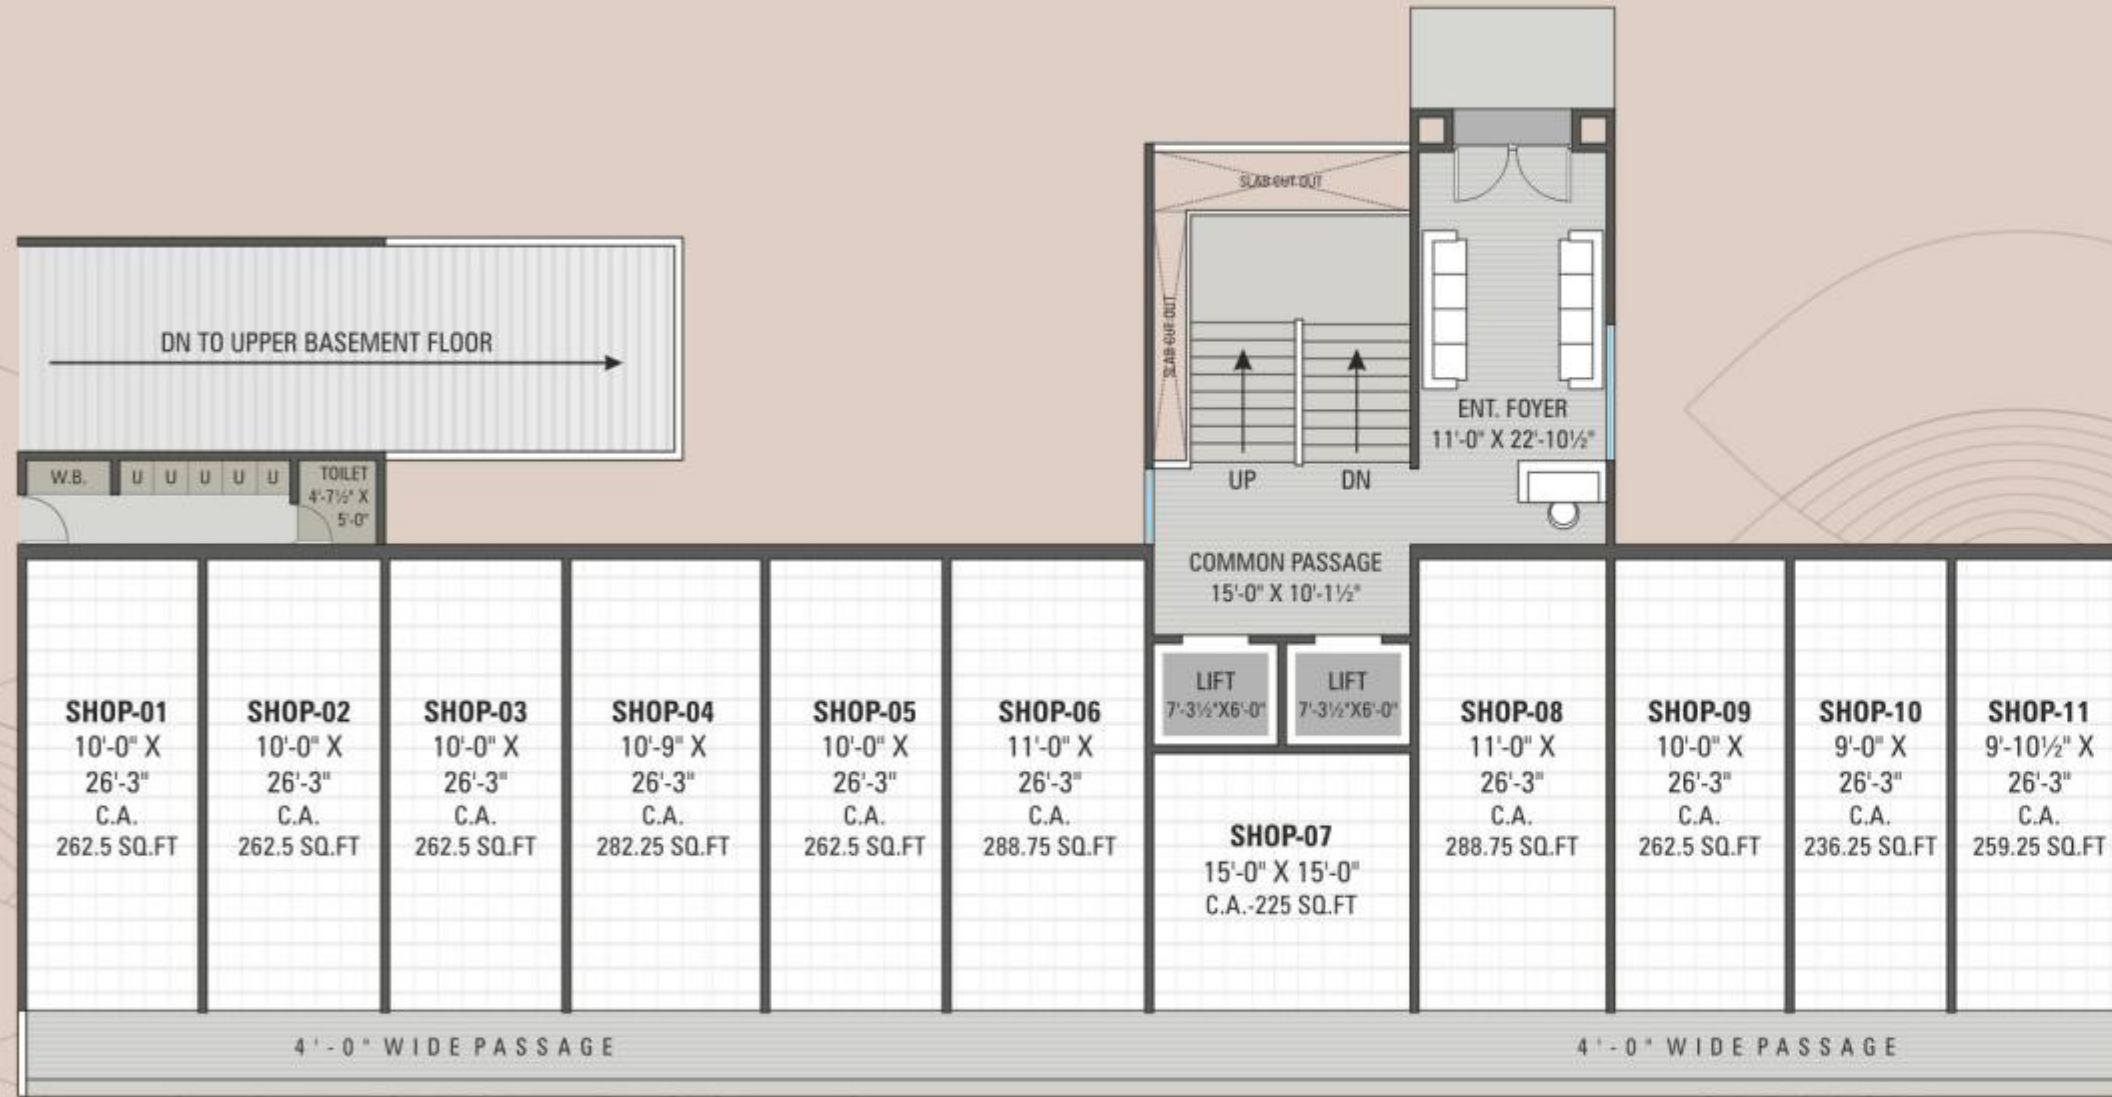 SLAB CUT OUT
SLAB CUT OUT
DN TO UPPER BASEMENT FLOOR
ENT. FOYER
11'-0" X 22'-10½"
W.B.
U U U U U
TOILET
4'-7½" X
5'-0"
UP
DN
COMMON PASSAGE
15'-0" X 10'-1½"
LIFT
7'-3½"X6'-0"
LIFT
7'-3½"X6'-0"
SHOP-01
10'-0" X
26'-3"
C.A.
262.5 SQ.FT
SHOP-02
10'-0" X
26'-3"
C.A.
262.5 SQ.FT
SHOP-03
10'-0" X
26'-3"
C.A.
262.5 SQ.FT
SHOP-04
10'-9" X
26'-3"
C.A.
282.25 SQ.FT
SHOP-05
10'-0" X
26'-3"
C.A.
262.5 SQ.FT
SHOP-06
11'-0" X
26'-3"
C.A.
288.75 SQ.FT
SHOP-07
15'-0" X 15'-0"
C.A.-225 SQ.FT
SHOP-08
11'-0" X
26'-3"
C.A.
288.75 SQ.FT
SHOP-09
10'-0" X
26'-3"
C.A.
262.5 SQ.FT
SHOP-10
9'-0" X
26'-3"
C.A.
236.25 SQ.FT
SHOP-11
9'-10½" X
26'-3"
C.A.
259.25 SQ.FT
4'-0" WIDE PASSAGE
4'-0" WIDE PASSAGE